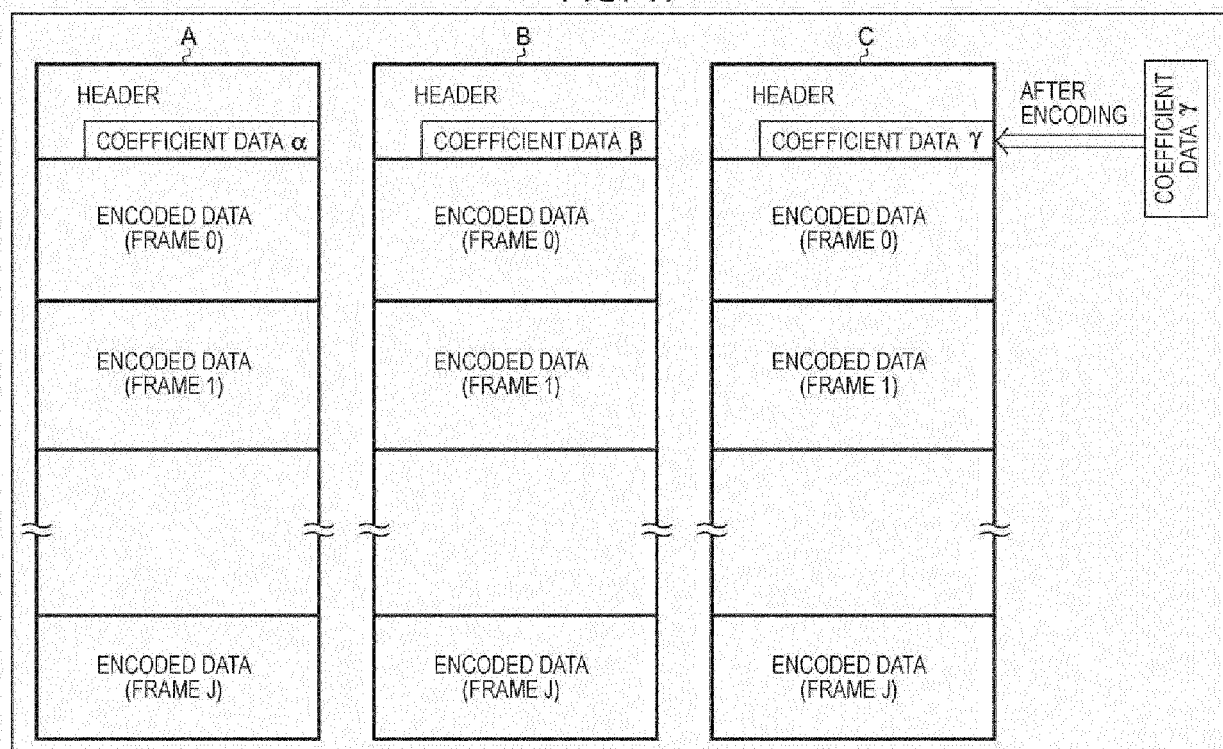 A
HEADER
COEFFICIENT DATA α
ENCODED DATA
(FRAME 0)
ENCODED DATA
(FRAME 1)
ENCODED DATA
(FRAME J)
B
HEADER
COEFFICIENT DATA β
ENCODED DATA
(FRAME 0)
ENCODED DATA
(FRAME 1)
ENCODED DATA
(FRAME J)
C
HEADER
COEFFICIENT DATA γ
ENCODED DATA
(FRAME 0)
ENCODED DATA
(FRAME 1)
ENCODED DATA
(FRAME J)
AFTER
ENCODING
COEFFICIENT
DATA γ